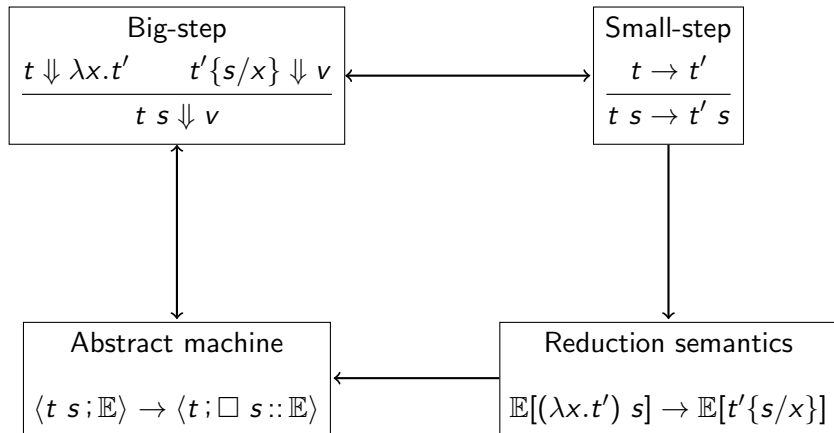 Big-step
t ⇓ λx.t′ t′{s/x} ⇓ v
t s ⇓ v
Small-step
t → t′
t s → t′ s
Abstract machine
⟨t s ; 𝔼⟩ → ⟨t ; □ s :: 𝔼⟩
Reduction semantics
𝔼[(λx.t′) s] → 𝔼[t′{s/x}]